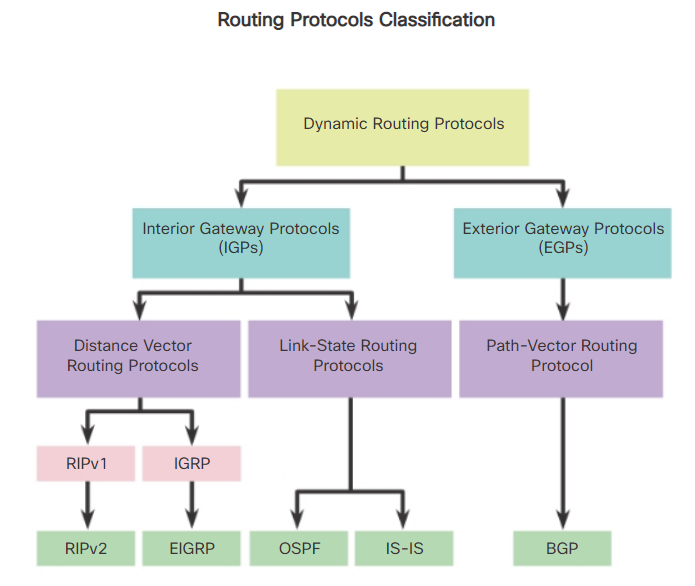 Routing Protocols Classification
Dynamic Routing Protocols
Interior Gateway Protocols
(IGPs)
Exterior Gateway Protocols
(EGPs)
Distance Vector
Routing Protocols
Link-State Routing
Protocols
Path-Vector Routing
Protocol
RIPv1
IGRP
RIPv2
EIGRP
OSPF
IS-IS
BGP